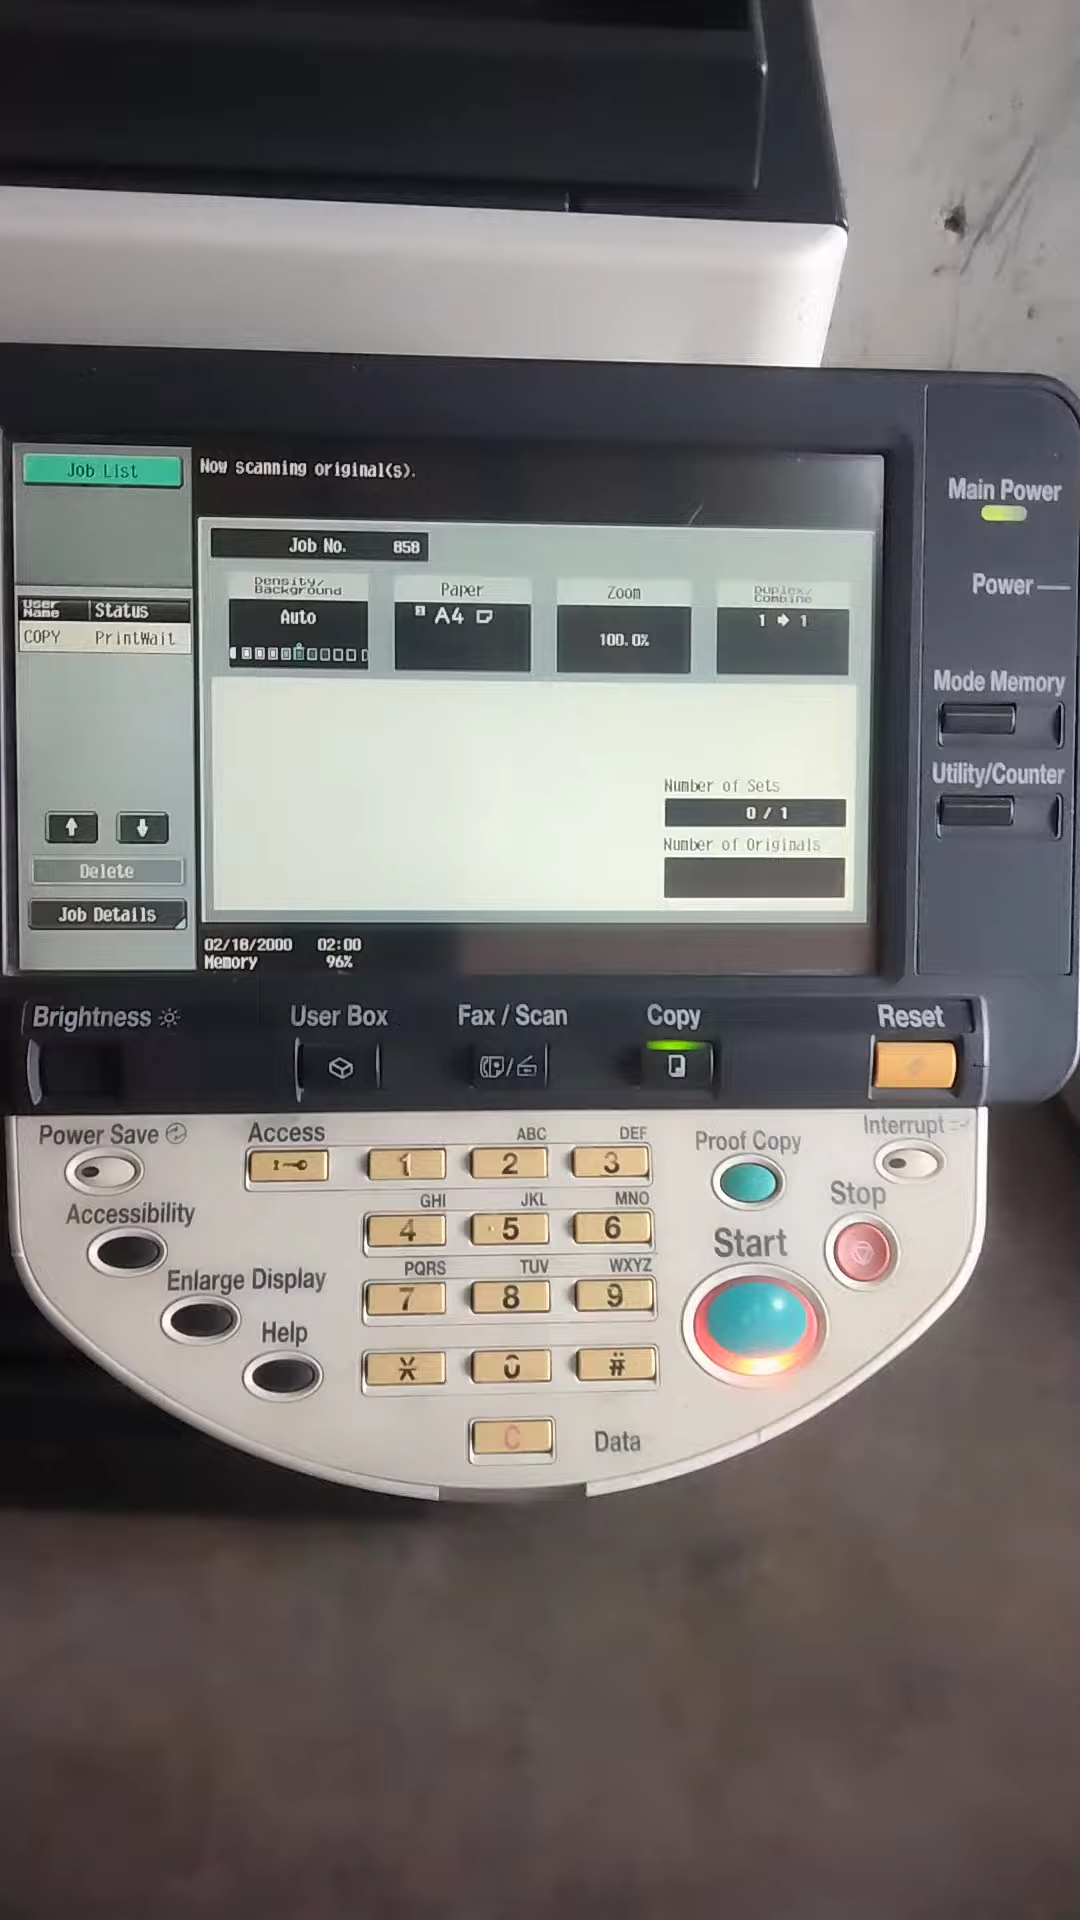 Job List
Now scanning original(s).
Job No. 858
User Name Status
COPY PrintWait
Density/ Background
Auto
Paper
1 A4
Zoom
100.0%
Duplex/ Combine
1 → 1
Number of Sets
0 / 1
Number of Originals
Delete
Job Details
02/18/2000 02:00
Memory 96%
Main Power
Power
Mode Memory
Utility/Counter
Brightness
User Box
Fax / Scan
Copy
Reset
Power Save
Access
Accessibility
Enlarge Display
Help
1
ABC
2
DEF
3
GHI
4
JKL
5
MNO
6
PQRS
7
TUV
8
WXYZ
9
*
0
#
C
Data
Proof Copy
Interrupt
Stop
Start